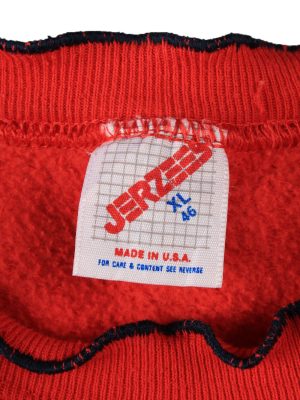 JERZEES
XL
46
MADE IN U.S.A.
FOR CARE & CONTENT SEE REVERSE